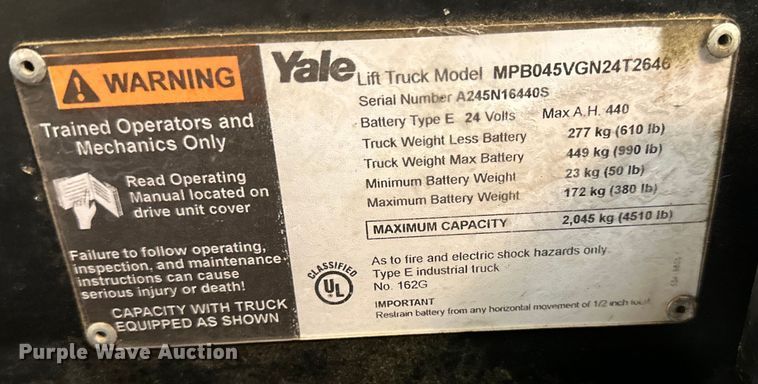 WARNING
Trained Operators and
Mechanics Only
Read Operating
Manual located on
drive unit cover
Failure to follow operating,
inspection, and maintenance
instructions can cause
serious injury or death!
CAPACITY WITH TRUCK
EQUIPPED AS SHOWN
Yale Lift Truck Model MPB045VGN24T2646
Serial Number A245N16440S
Battery Type E 24 Volts Max A.H. 440
Truck Weight Less Battery 277 kg (610 lb)
Truck Weight Max Battery 449 kg (990 lb)
Minimum Battery Weight 23 kg (50 lb)
Maximum Battery Weight 172 kg (380 lb)
MAXIMUM CAPACITY 2,045 kg (4510 lb)
CLASSIFIED
UL
As to fire and electric shock hazards only.
Type E industrial truck
No. 162G
IMPORTANT
Restrain battery from any horizontal movement of 1/2 inch
Purple Wave Auction